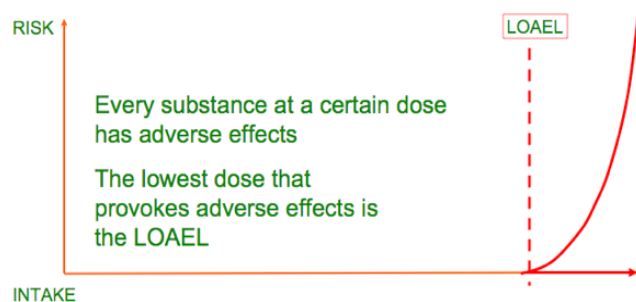 RISK
LOAEL
Every substance at a certain dose
has adverse effects
The lowest dose that
provokes adverse effects is
the LOAEL
INTAKE